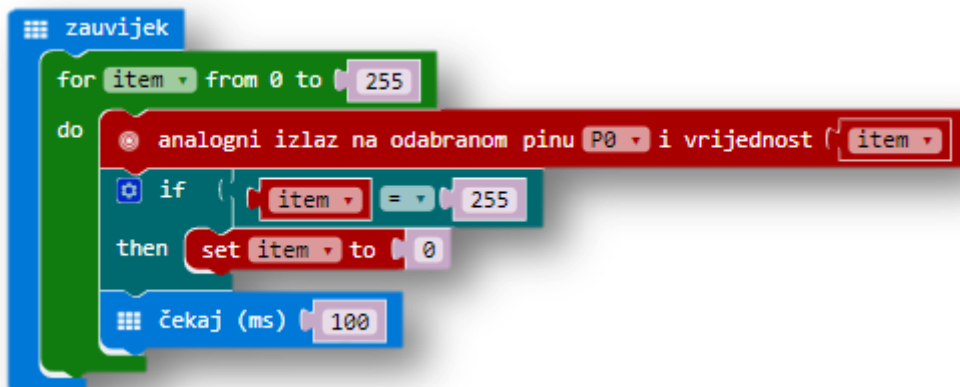 zauvijek
for item from 0 to 255
do analogni izlaz na odabranom pinu P0 i vrijednost item
if item = 255
then set item to 0
čekaj (ms) 100